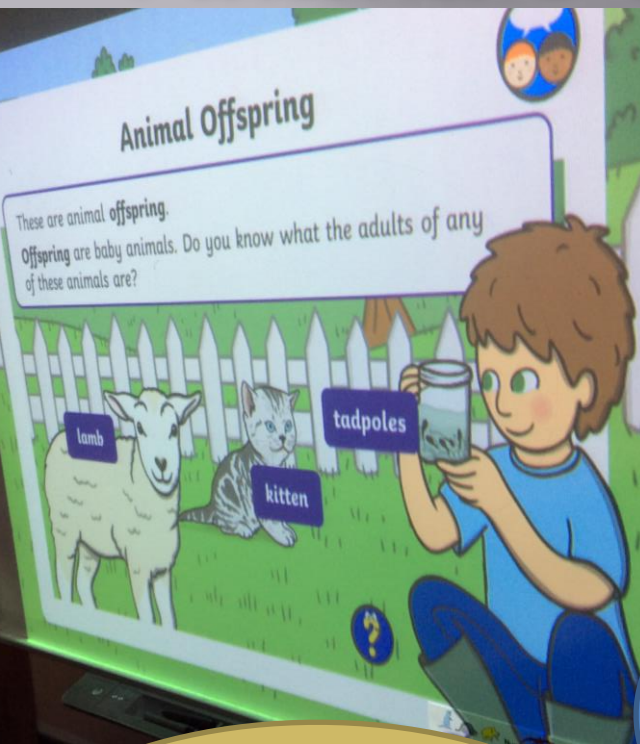 Animal Offspring
These are animal offspring.
Offspring are baby animals. Do you know what the adults of any
of these animals are?
lamb
kitten
tadpoles
?